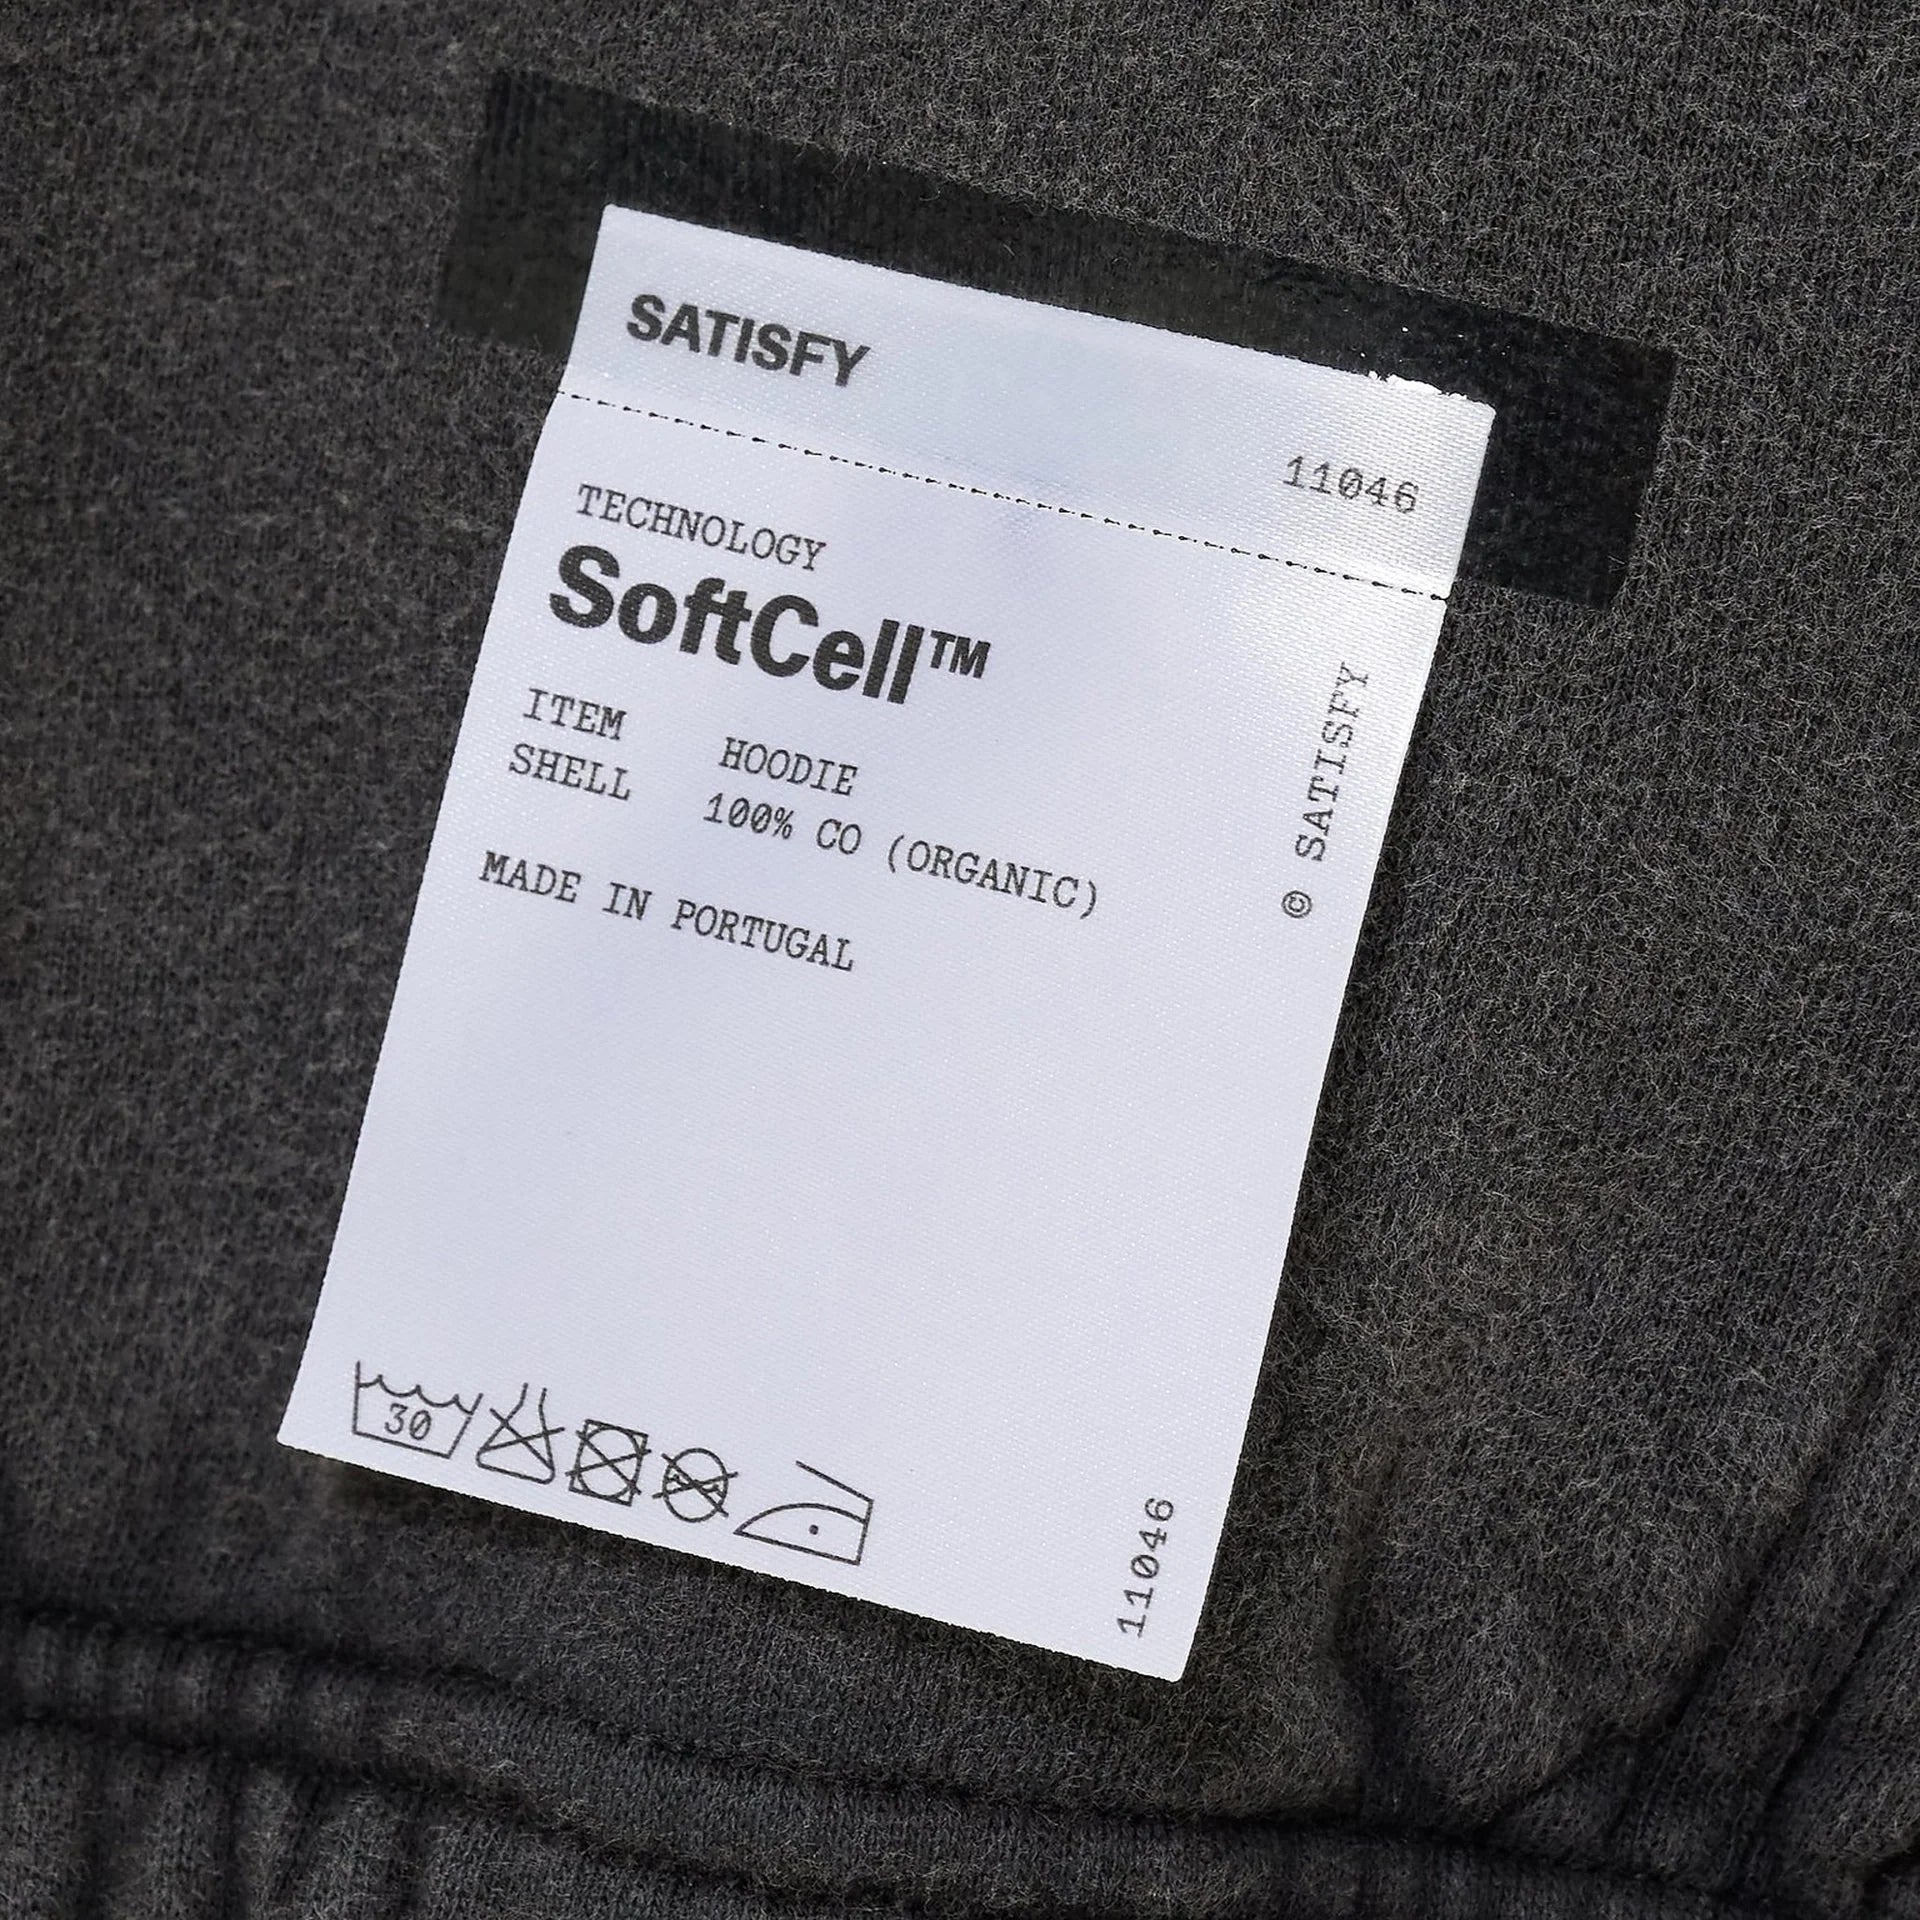 SATISFY
11046
TECHNOLOGY
SoftCell™
ITEM HOODIE
SHELL 100% CO (ORGANIC)
MADE IN PORTUGAL
© SATISFY
30
11046